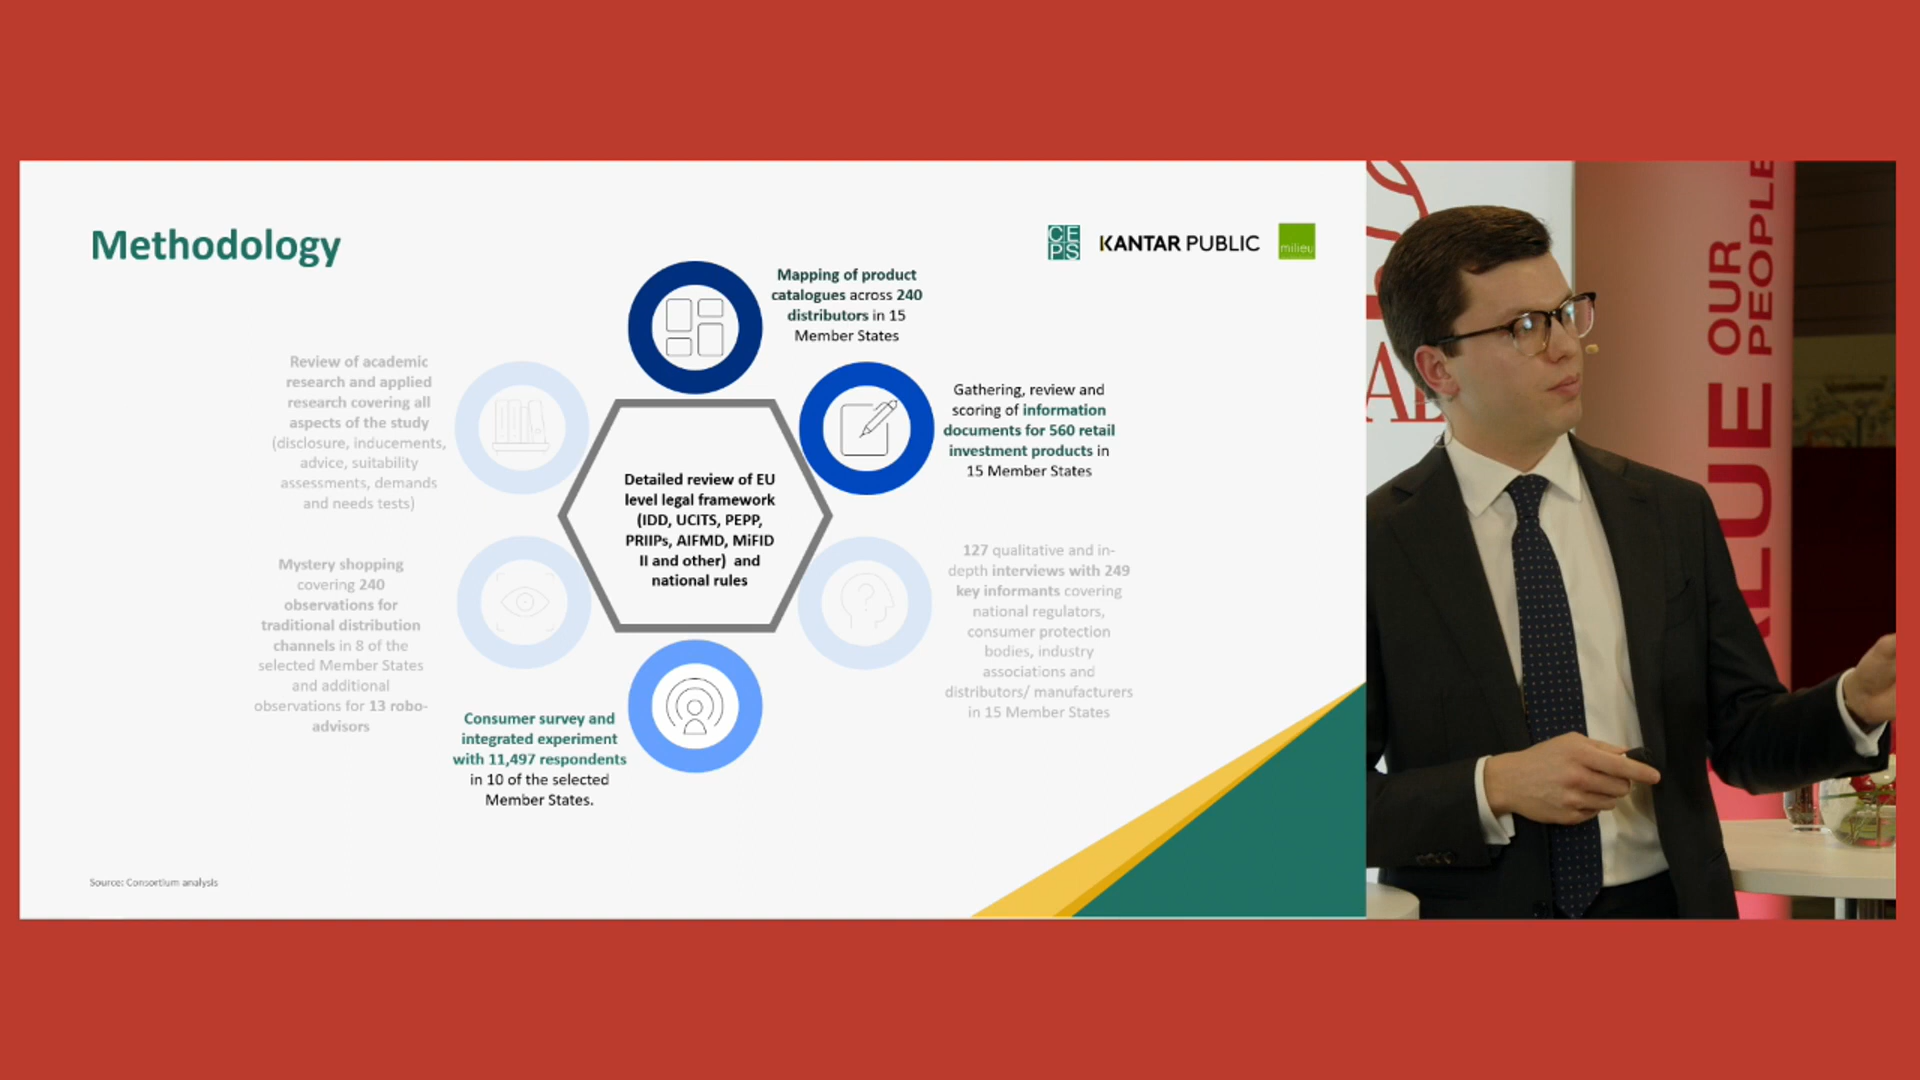 Methodology
CE
PS
KANTAR PUBLIC
milieu
Mapping of product
catalogues across 240
distributors in 15
Member States
Gathering, review and
scoring of information
documents for 560 retail
investment products in
15 Member States
127 qualitative and in-
depth interviews with 249
key informants covering
national regulators,
consumer protection
bodies, industry
associations and
distributors/ manufacturers
in 15 Member States
Consumer survey and
integrated experiment
with 11,497 respondents
in 10 of the selected
Member States.
Mystery shopping
covering 240
observations for
traditional distribution
channels in 8 of the
selected Member States
and additional
observations for 13 robo-
advisors
Review of academic
research and applied
research covering all
aspects of the study
(disclosure, inducements,
advice, suitability
assessments, demands
and needs tests)
Detailed review of EU
level legal framework
(IDD, UCITS, PEPP,
PRIIPs, AIFMD, MiFID
II and other) and
national rules
Source: Consortium analysis
OUR
PEOPLE